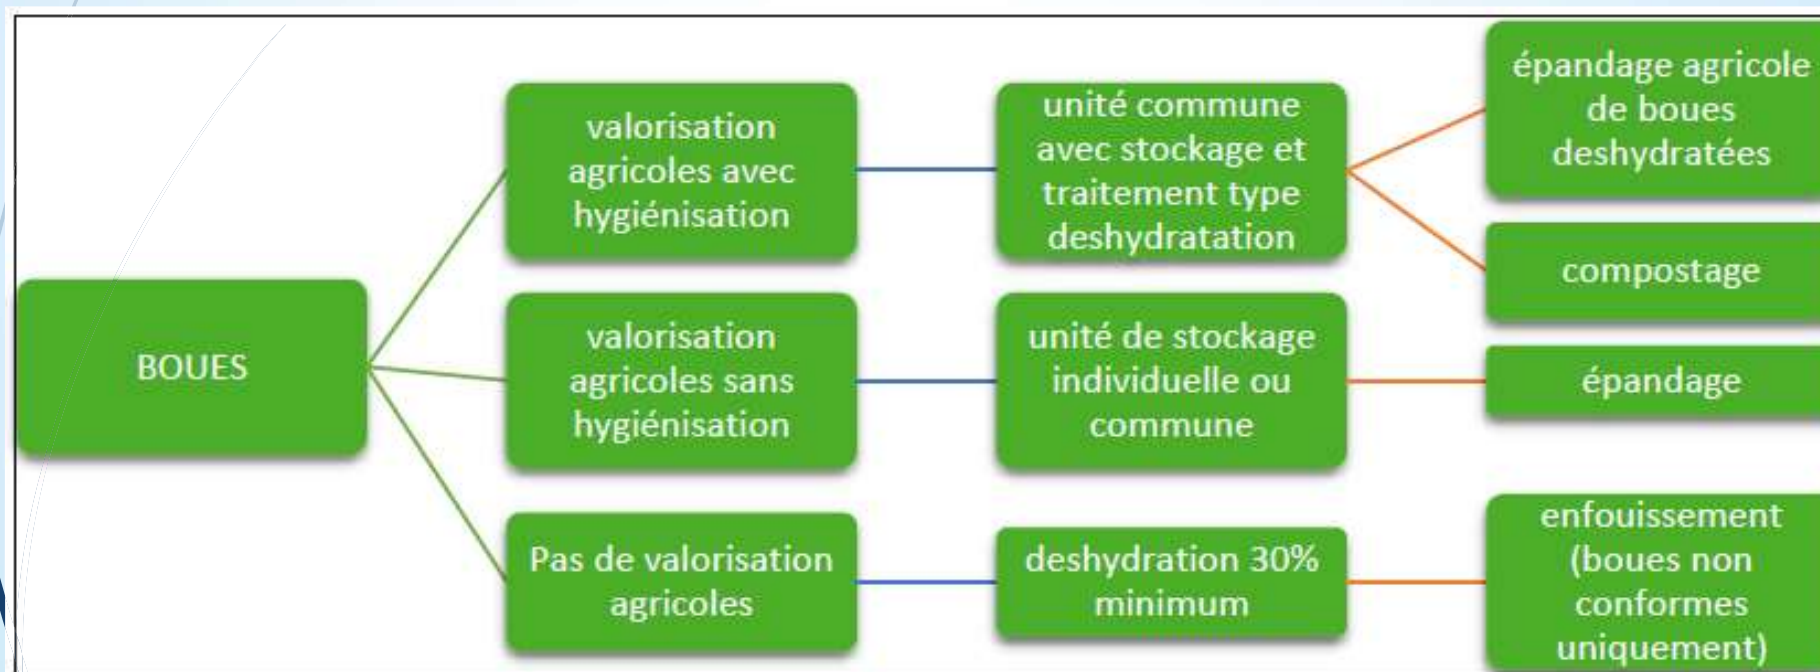 BOUES
valorisation
agricoles avec
hygiénisation
unité commune
avec stockage et
traitement type
deshydratation
épandage agricole
de boues
deshydratées
compostage
valorisation
agricoles sans
hygiénisation
unité de stockage
individuelle ou
commune
épandage
Pas de valorisation
agricoles
deshydration 30%
minimum
enfouissement
(boues non
conformes
uniquement)